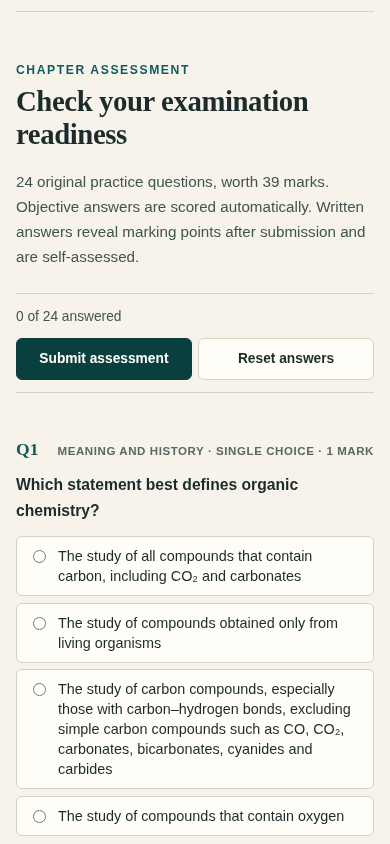 CHAPTER ASSESSMENT
Check your examination
readiness
24 original practice questions, worth 39 marks.
Objective answers are scored automatically. Written
answers reveal marking points after submission and
are self-assessed.
0 of 24 answered
Submit assessment Reset answers
Q1 MEANING AND HISTORY · SINGLE CHOICE · 1 MARK
Which statement best defines organic
chemistry?
The study of all compounds that contain
carbon, including CO₂ and carbonates
The study of compounds obtained only from
living organisms
The study of carbon compounds, especially
those with carbon–hydrogen bonds, excluding
simple carbon compounds such as CO, CO₂,
carbonates, bicarbonates, cyanides and
carbides
The study of compounds that contain oxygen